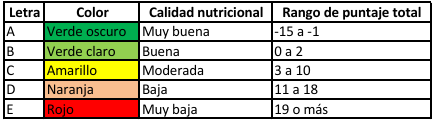 Letra Color Calidad nutricional Rango de puntaje total
A Verde oscuro Muy buena -15 a -1
B Verde claro Buena 0 a 2
C Amarillo Moderada 3 a 10
D Naranja Baja 11 a 18
E Rojo Muy baja 19 o más